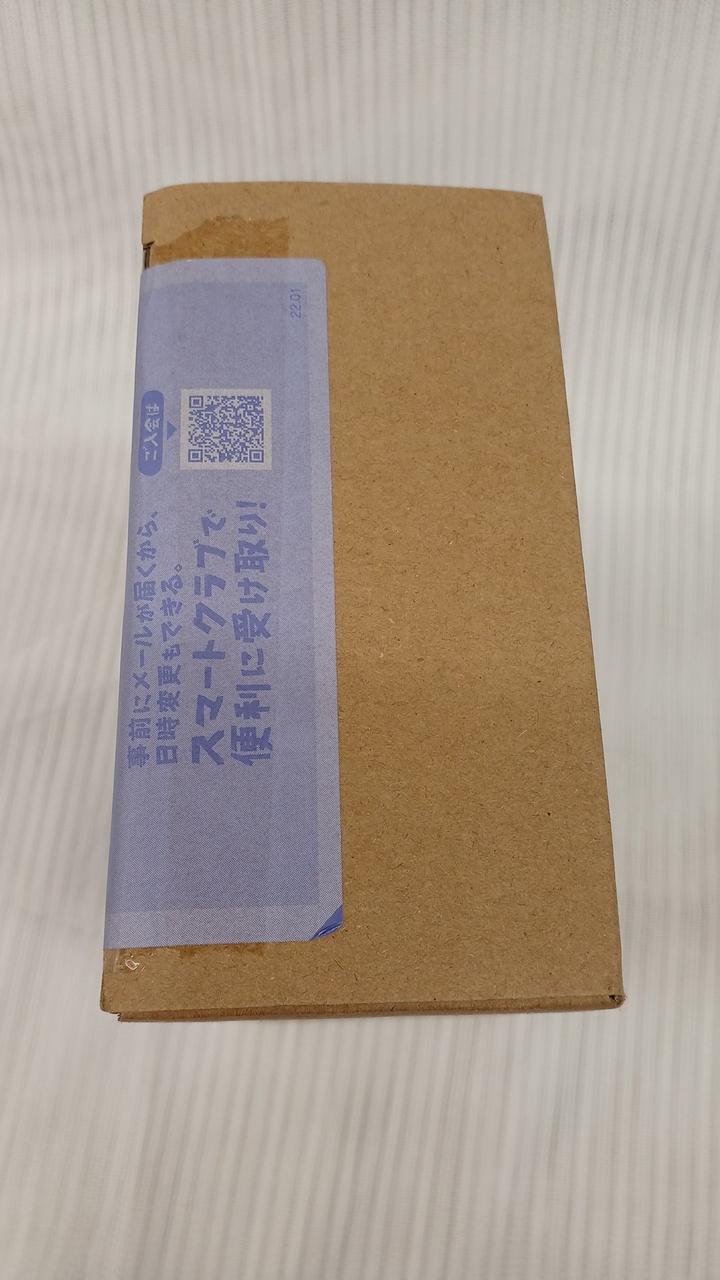 事前にメールが届くから、
日時変更もできる。
スマートクラブで
便利に受け取り!
ご入会は
22.01